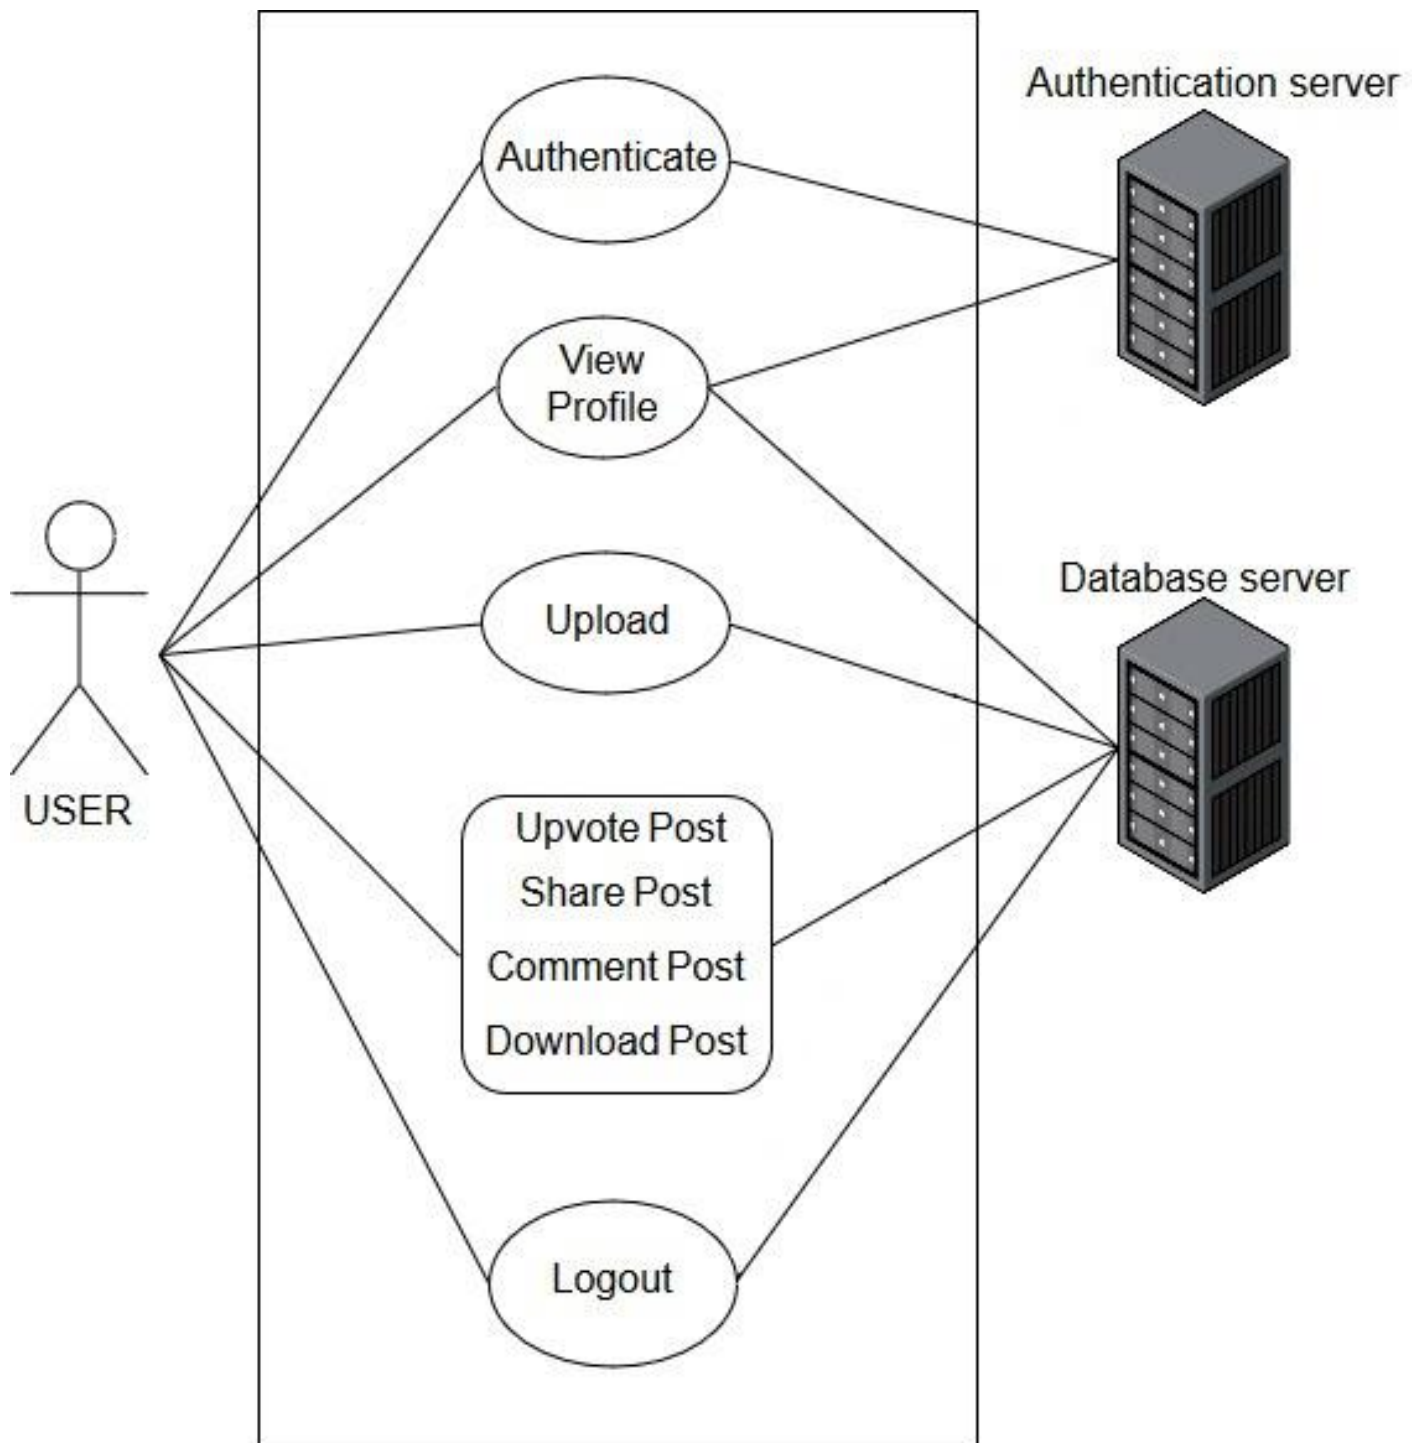 Authentication server
Authenticate
View
Profile
Database server
Upload
USER
Upvote Post
Share Post
Comment Post
Download Post
Logout